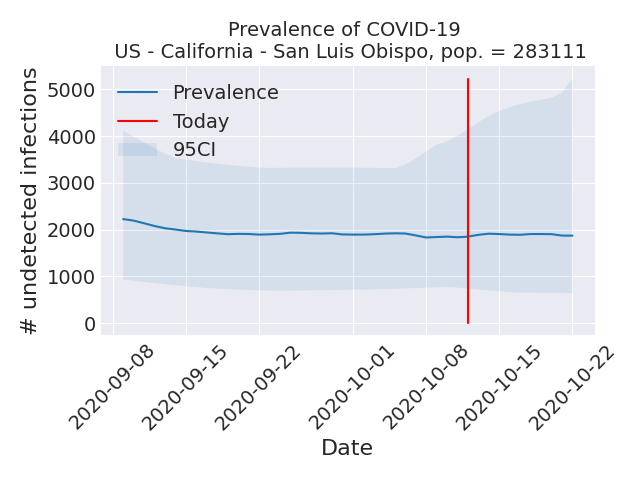 Prevalence of COVID-19
US - California - San Luis Obispo, pop. = 283111
# undetected infections
5000
4000
3000
2000
1000
0
Prevalence
Today
95CI
2020-09-08
2020-09-15
2020-09-22
2020-10-01
2020-10-08
2020-10-15
2020-10-22
Date